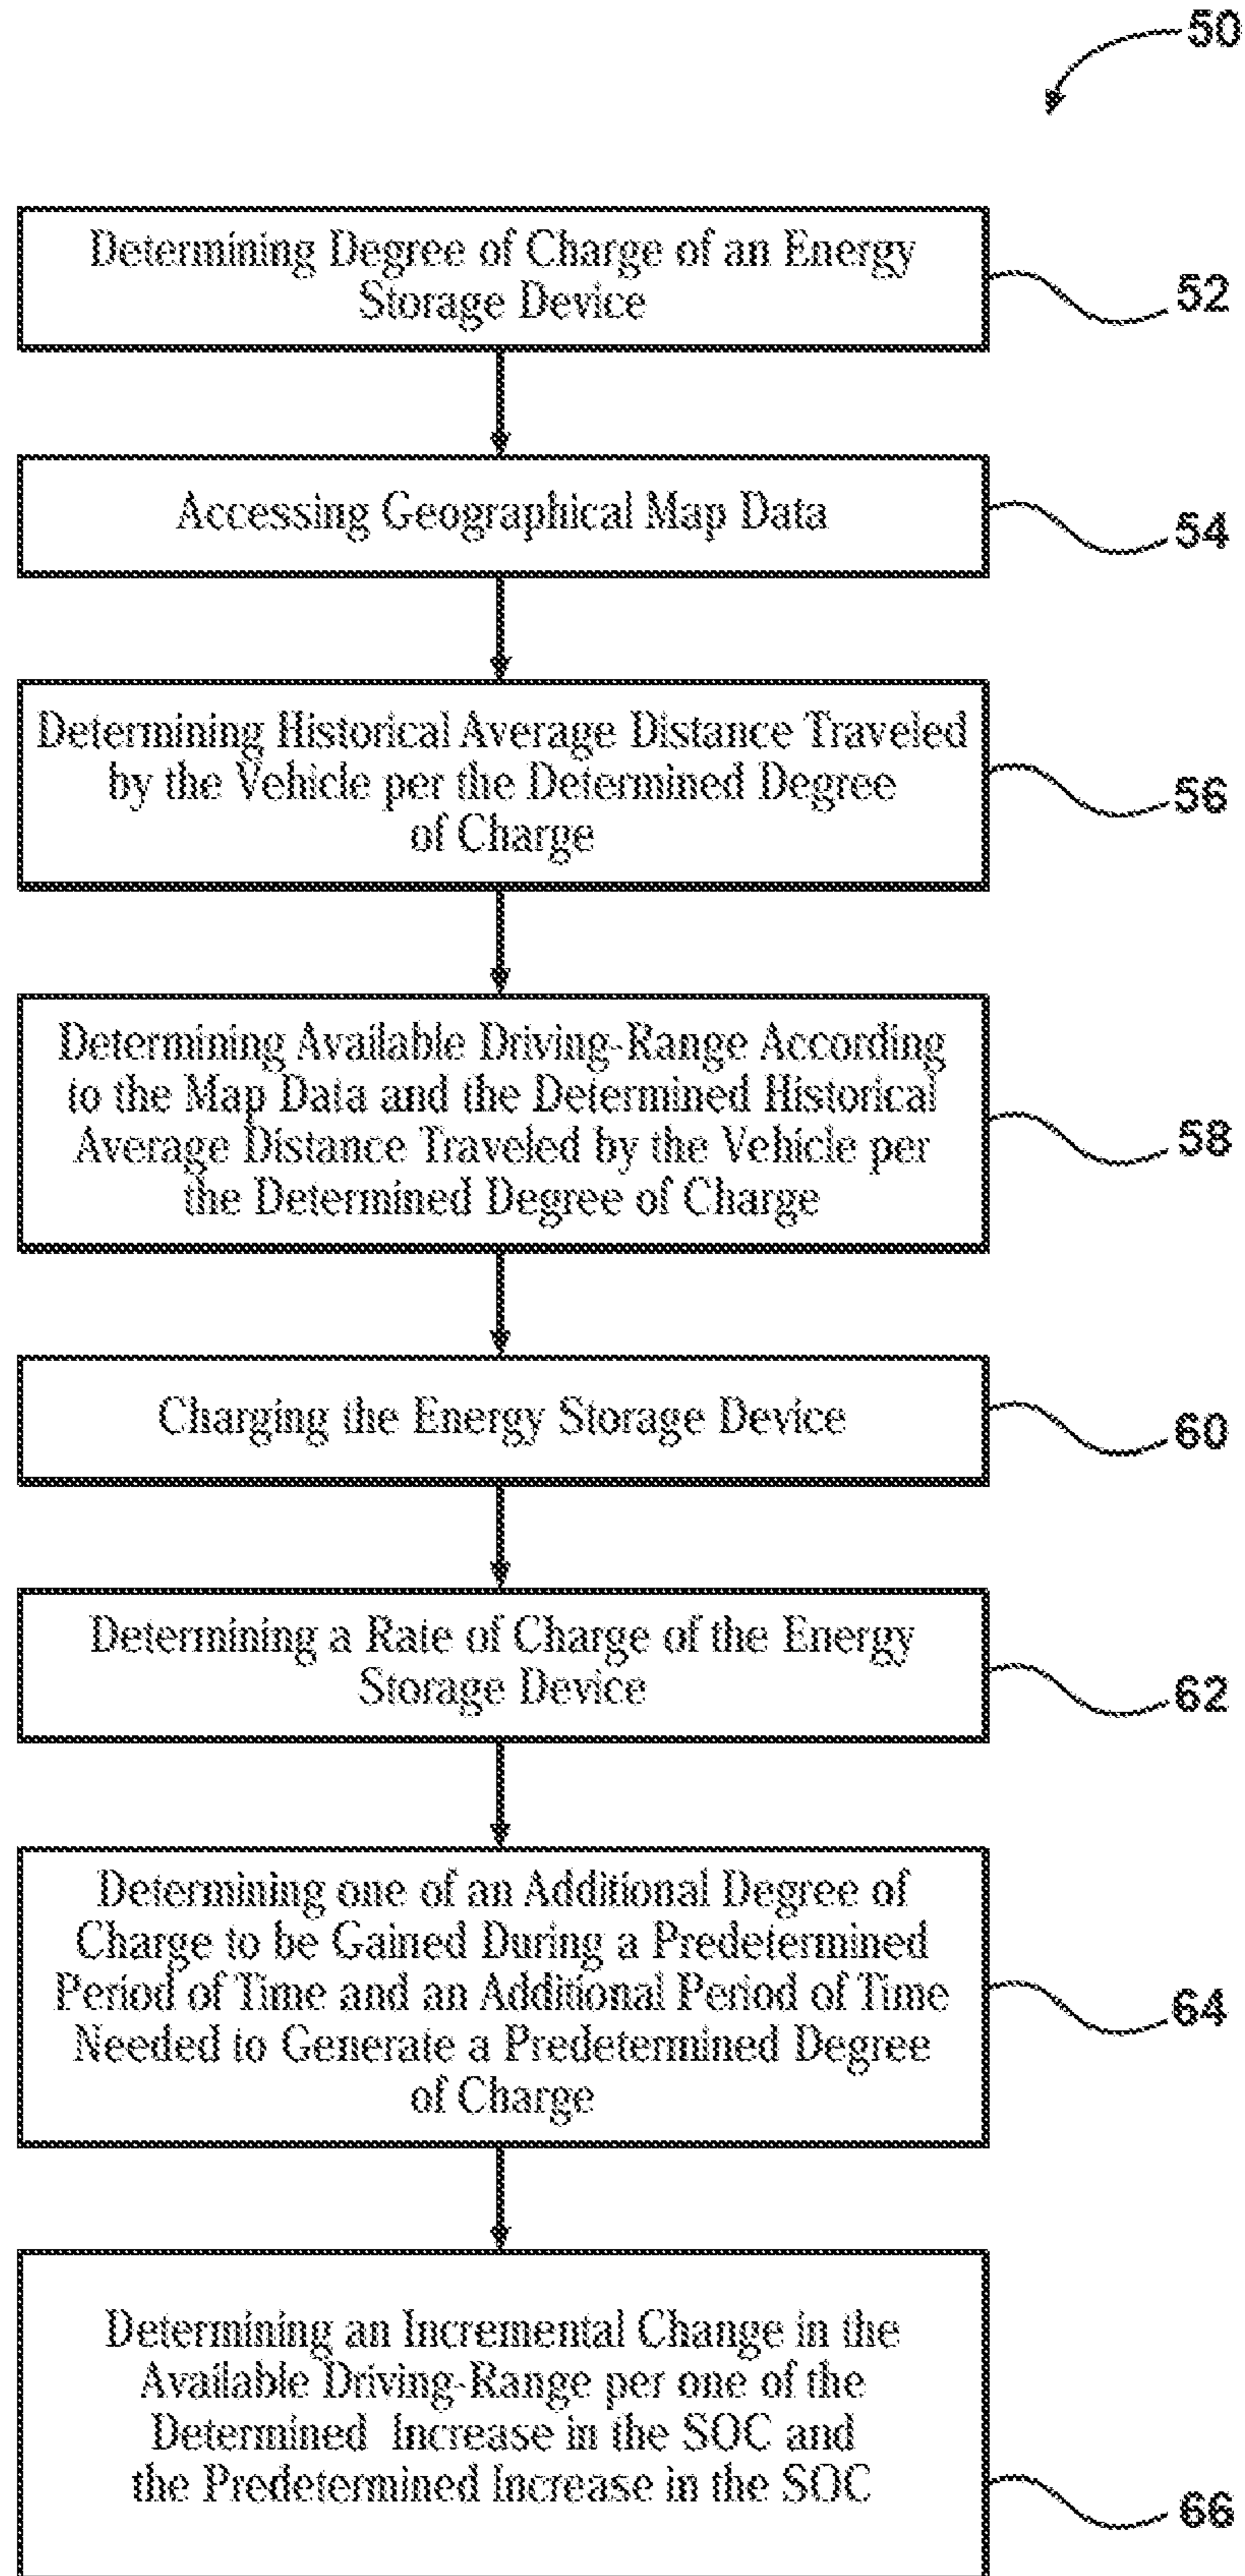 50
Determining Degree of Charge of an Energy
Storage Device
52
Accessing Geographical Map Data
54
Determining Historical Average Distance Traveled
by the Vehicle per the Determined Degree
of Charge
56
Determining Available Driving-Range According
to the Map Data and the Determined Historical
Average Distance Traveled by the Vehicle per
the Determined Degree of Charge
58
Charging the Energy Storage Device
60
Determining a Rate of Charge of the Energy
Storage Device
62
Determining one of an Additional Degree of
Charge to be Gained During a Predetermined
Period of Time and an Additional Period of Time
Needed to Generate a Predetermined Degree
of Charge
64
Determining an Incremental Change in the
Available Driving-Range per one of the
Determined Increase in the SOC and
the Predetermined Increase in the SOC
66